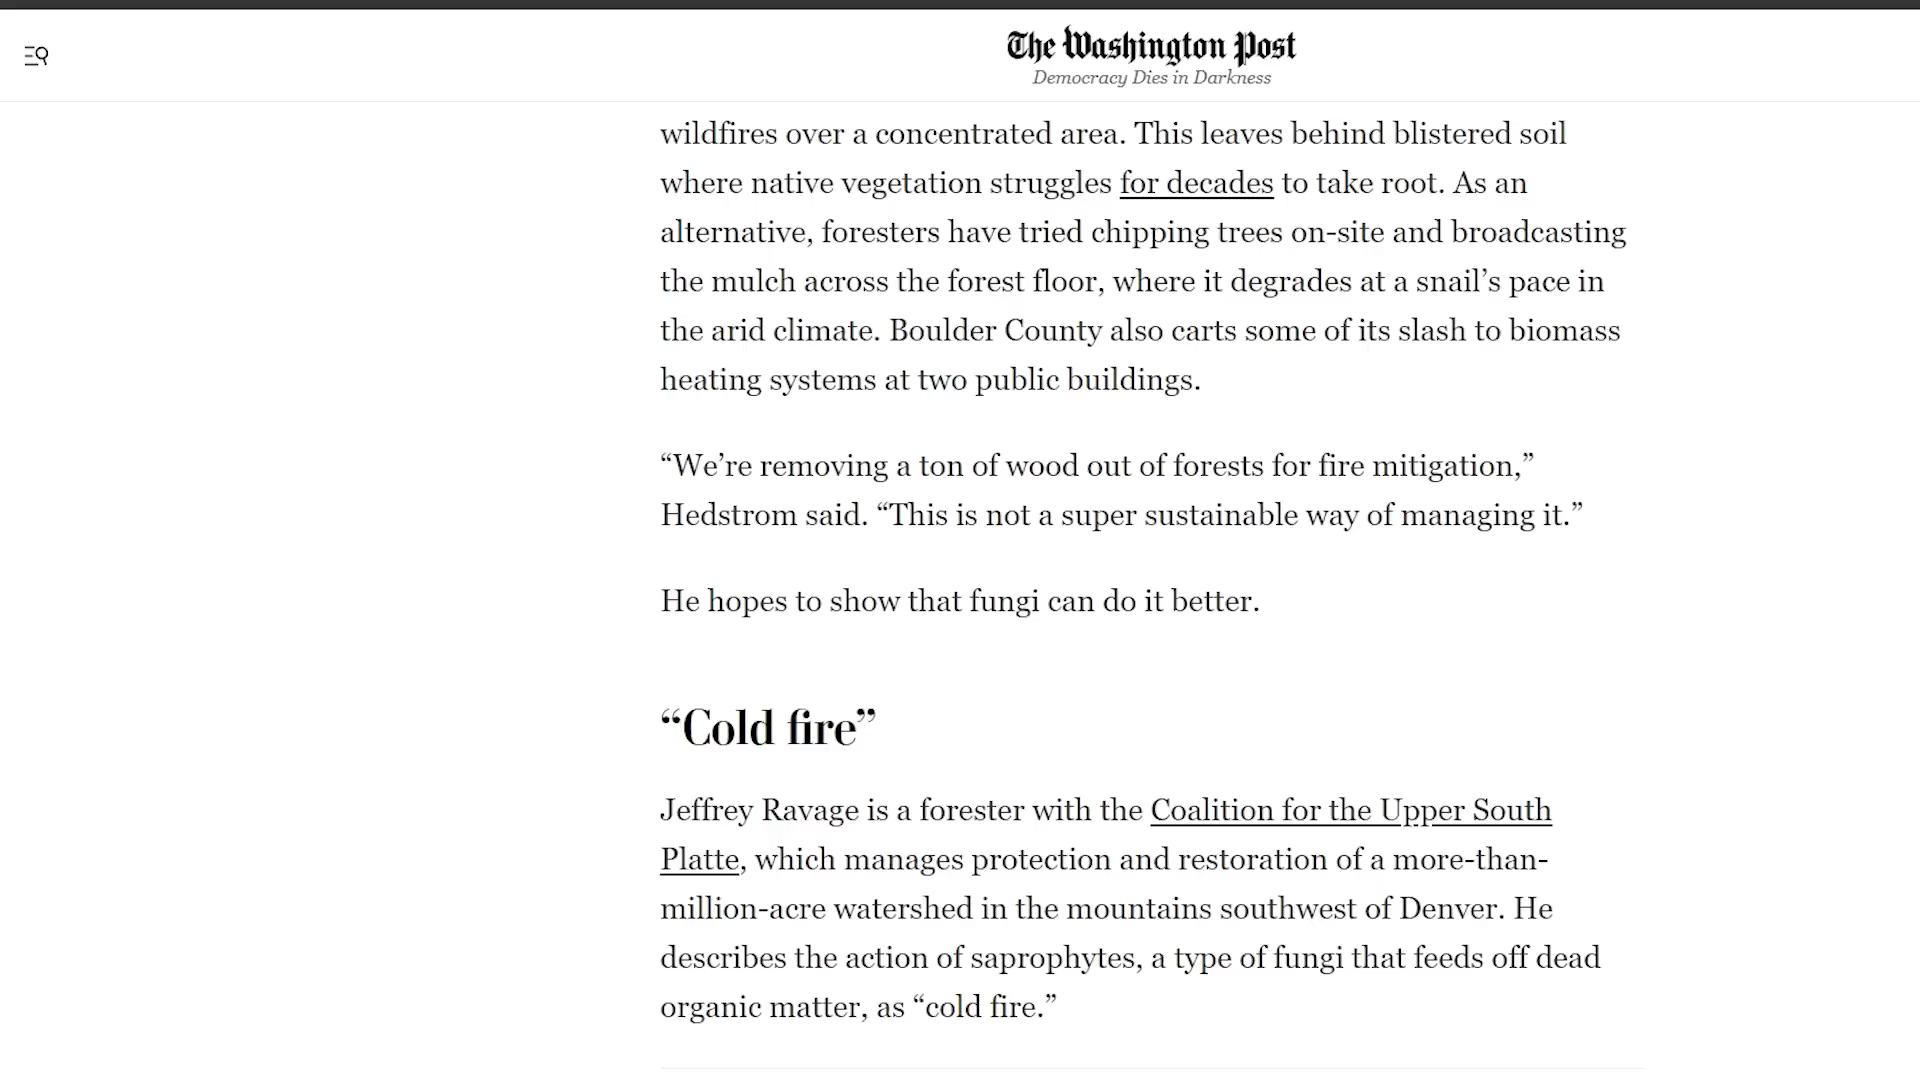 The Washington Post
Democracy Dies in Darkness
wildfires over a concentrated area. This leaves behind blistered soil
where native vegetation struggles for decades to take root. As an
alternative, foresters have tried chipping trees on-site and broadcasting
the mulch across the forest floor, where it degrades at a snail’s pace in
the arid climate. Boulder County also carts some of its slash to biomass
heating systems at two public buildings.
“We’re removing a ton of wood out of forests for fire mitigation,”
Hedstrom said. “This is not a super sustainable way of managing it.”
He hopes to show that fungi can do it better.
“Cold fire”
Jeffrey Ravage is a forester with the Coalition for the Upper South
Platte, which manages protection and restoration of a more-than-
million-acre watershed in the mountains southwest of Denver. He
describes the action of saprophytes, a type of fungi that feeds off dead
organic matter, as “cold fire.”